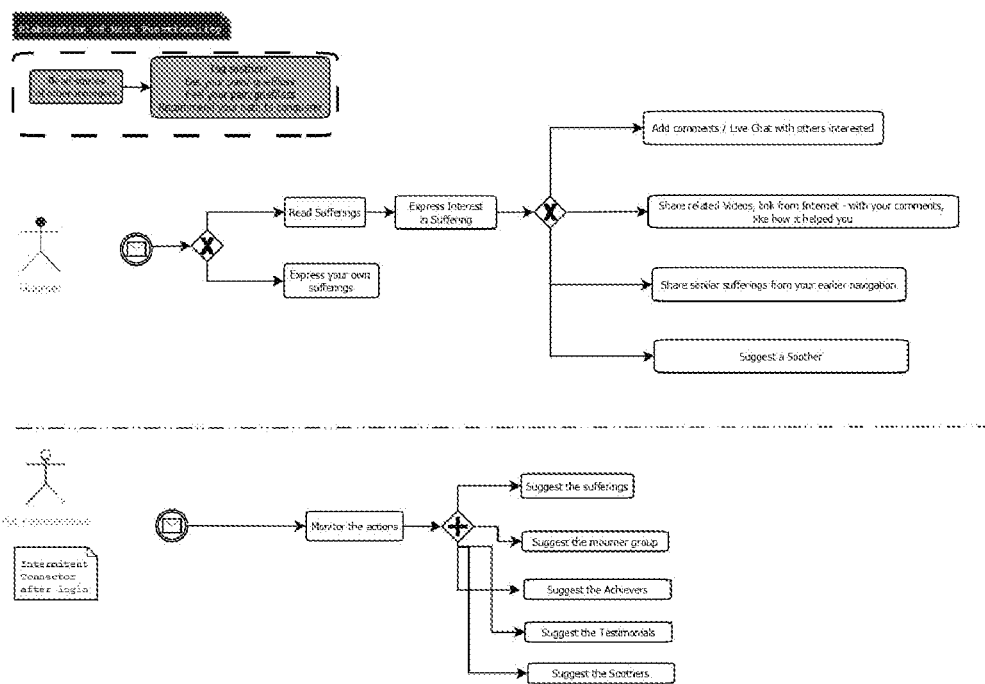 Add comments / Live Chat with others interested
Read Sufferings
Express Interest
in Suffering
Share related Videos, link from Internet - with your comments,
like how it helped you
Express your own
sufferings
Share similar sufferings from your earlier navigation
Suggest a Soother
Suggest the sufferings
Monitor the actions
Suggest the mourner group
Intermitent
Connector
after login
Suggest the Achievers
Suggest the Testimonials
Suggest the Soothers